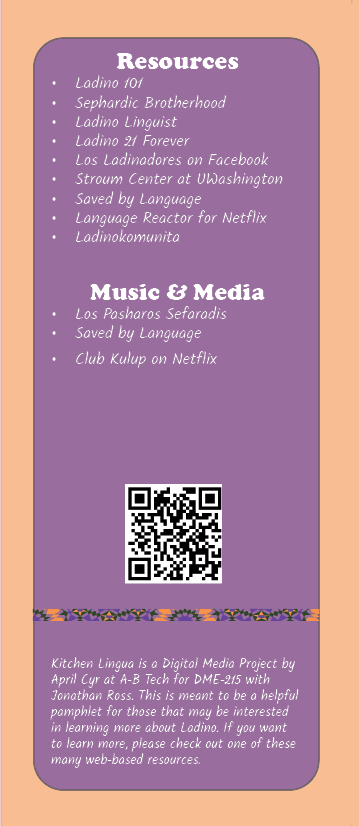 Resources
• Ladino 101
• Sephardic Brotherhood
• Ladino Linguist
• Ladino 21 Forever
• Los Ladinadores on Facebook
• Stroum Center at UWashington
• Saved by Language
• Language Reactor for Netflix
• Ladinokomunita
Music & Media
• Los Pasharos Sefaradis
• Saved by Language
• Club Kulup on Netflix
Kitchen Lingua is a Digital Media Project by
April Cyr at A-B Tech for DME-215 with
Jonathan Ross. This is meant to be a helpful
pamphlet for those that may be interested
in learning more about Ladino. If you want
to learn more, please check out one of these
many web-based resources.